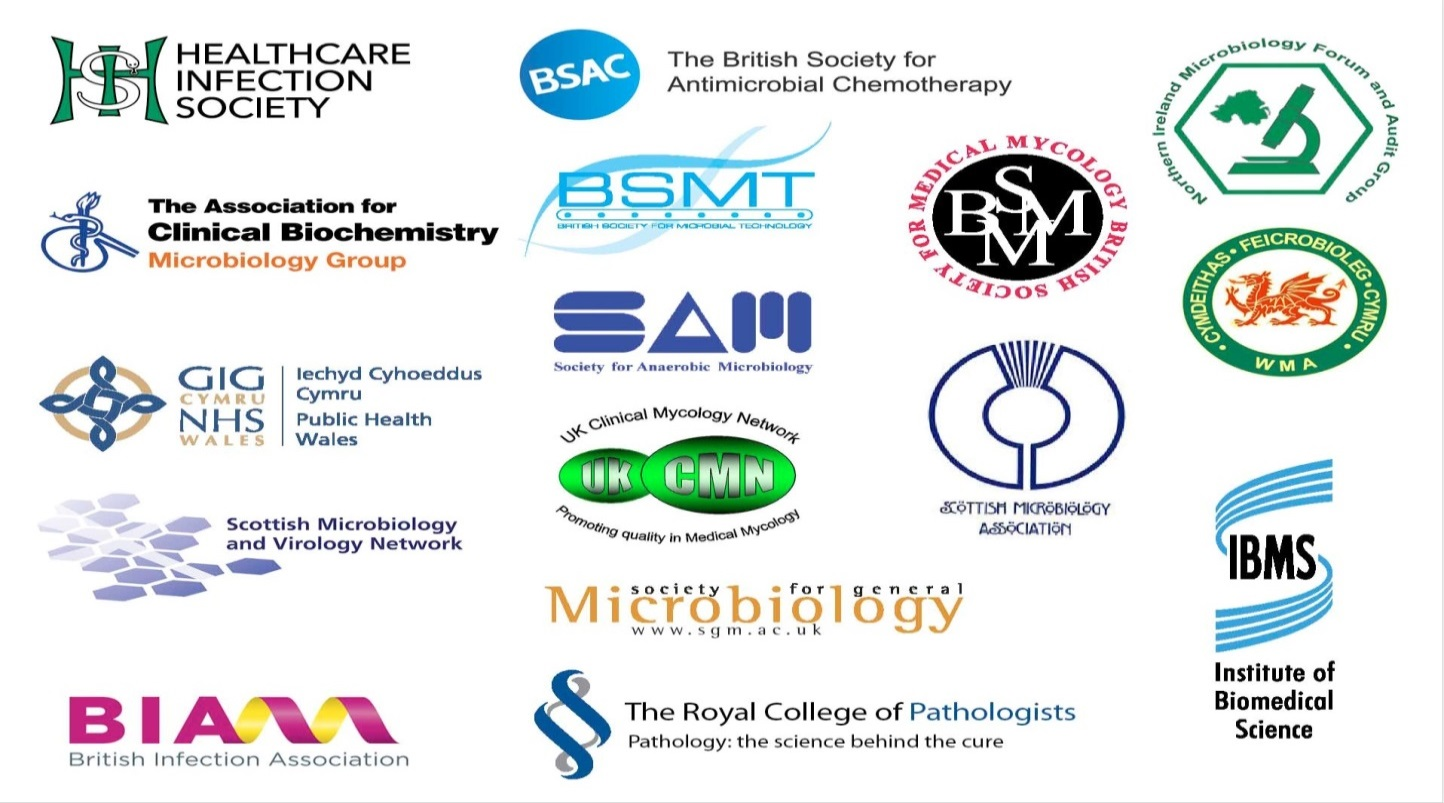 HIS
HEALTHCARE
INFECTION
SOCIETY
The Association for
Clinical Biochemistry
Microbiology Group
GIG
CYMRU
NHS
WALES
Iechyd Cyhoeddus
Cymru
Public Health
Wales
Scottish Microbiology
and Virology Network
BIA
British Infection Association
BSAC
The British Society for
Antimicrobial Chemotherapy
BSMT
BRITISH SOCIETY FOR MICROBIAL TECHNOLOGY
SAM
Society for Anaerobic Microbiology
UK Clinical Mycology Network
UK CMN
Promoting quality in Medical Mycology
society for general
Microbiology
www.sgm.ac.uk
The Royal College of Pathologists
Pathology: the science behind the cure
BRITISH SOCIETY FOR MEDICAL MYCOLOGY
BSMM
SCÖTTISH MICRÖBIÖLÖGY
ASSÖCIATIÖN
Northern Ireland Microbiology Forum and Audit Group
CYMDEITHAS • FEICROBIOLEG • CYMRU
• WMA •
IBMS
Institute of
Biomedical
Science